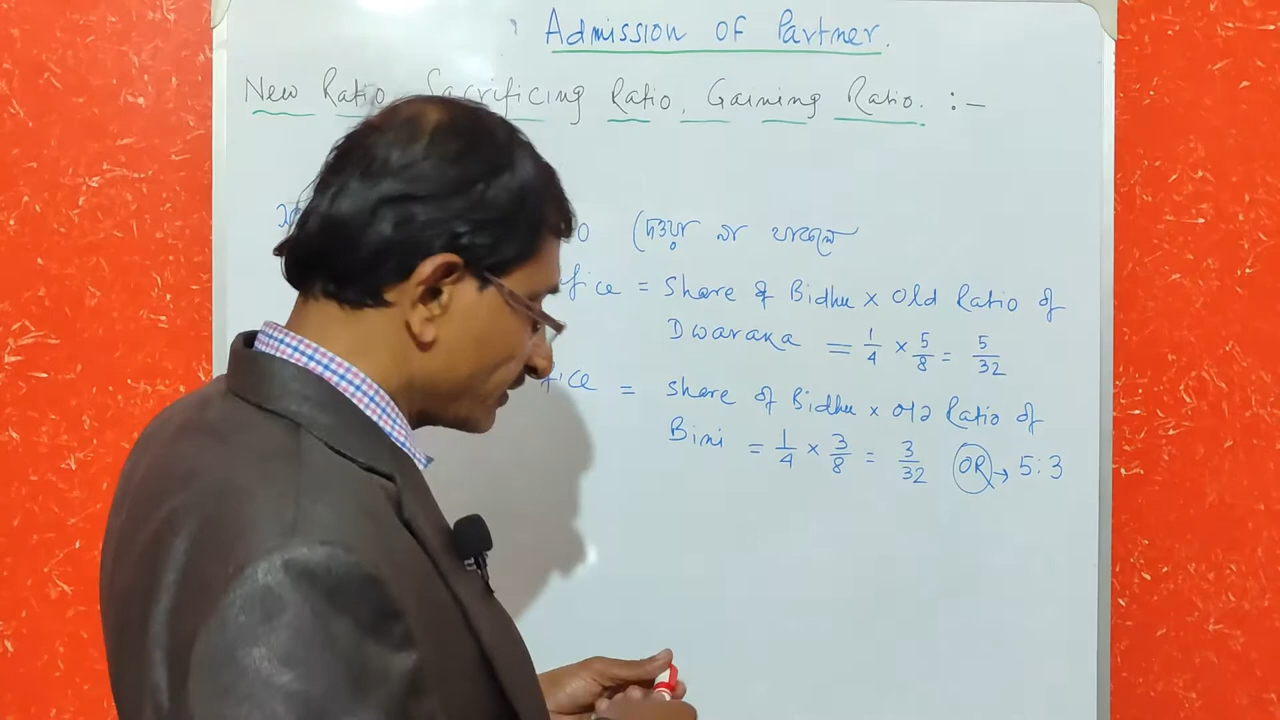 Admission of Partner.
New Ratio Sacrificing Ratio, Gaining Ratio. :-
fice = Share of Bidhu × Old Ratio of
Dwaraka = 1/4 × 5/8 = 5/32
fice = share of Bidhu × old Ratio of
Bini = 1/4 × 3/8 = 3/32 OR → 5:3